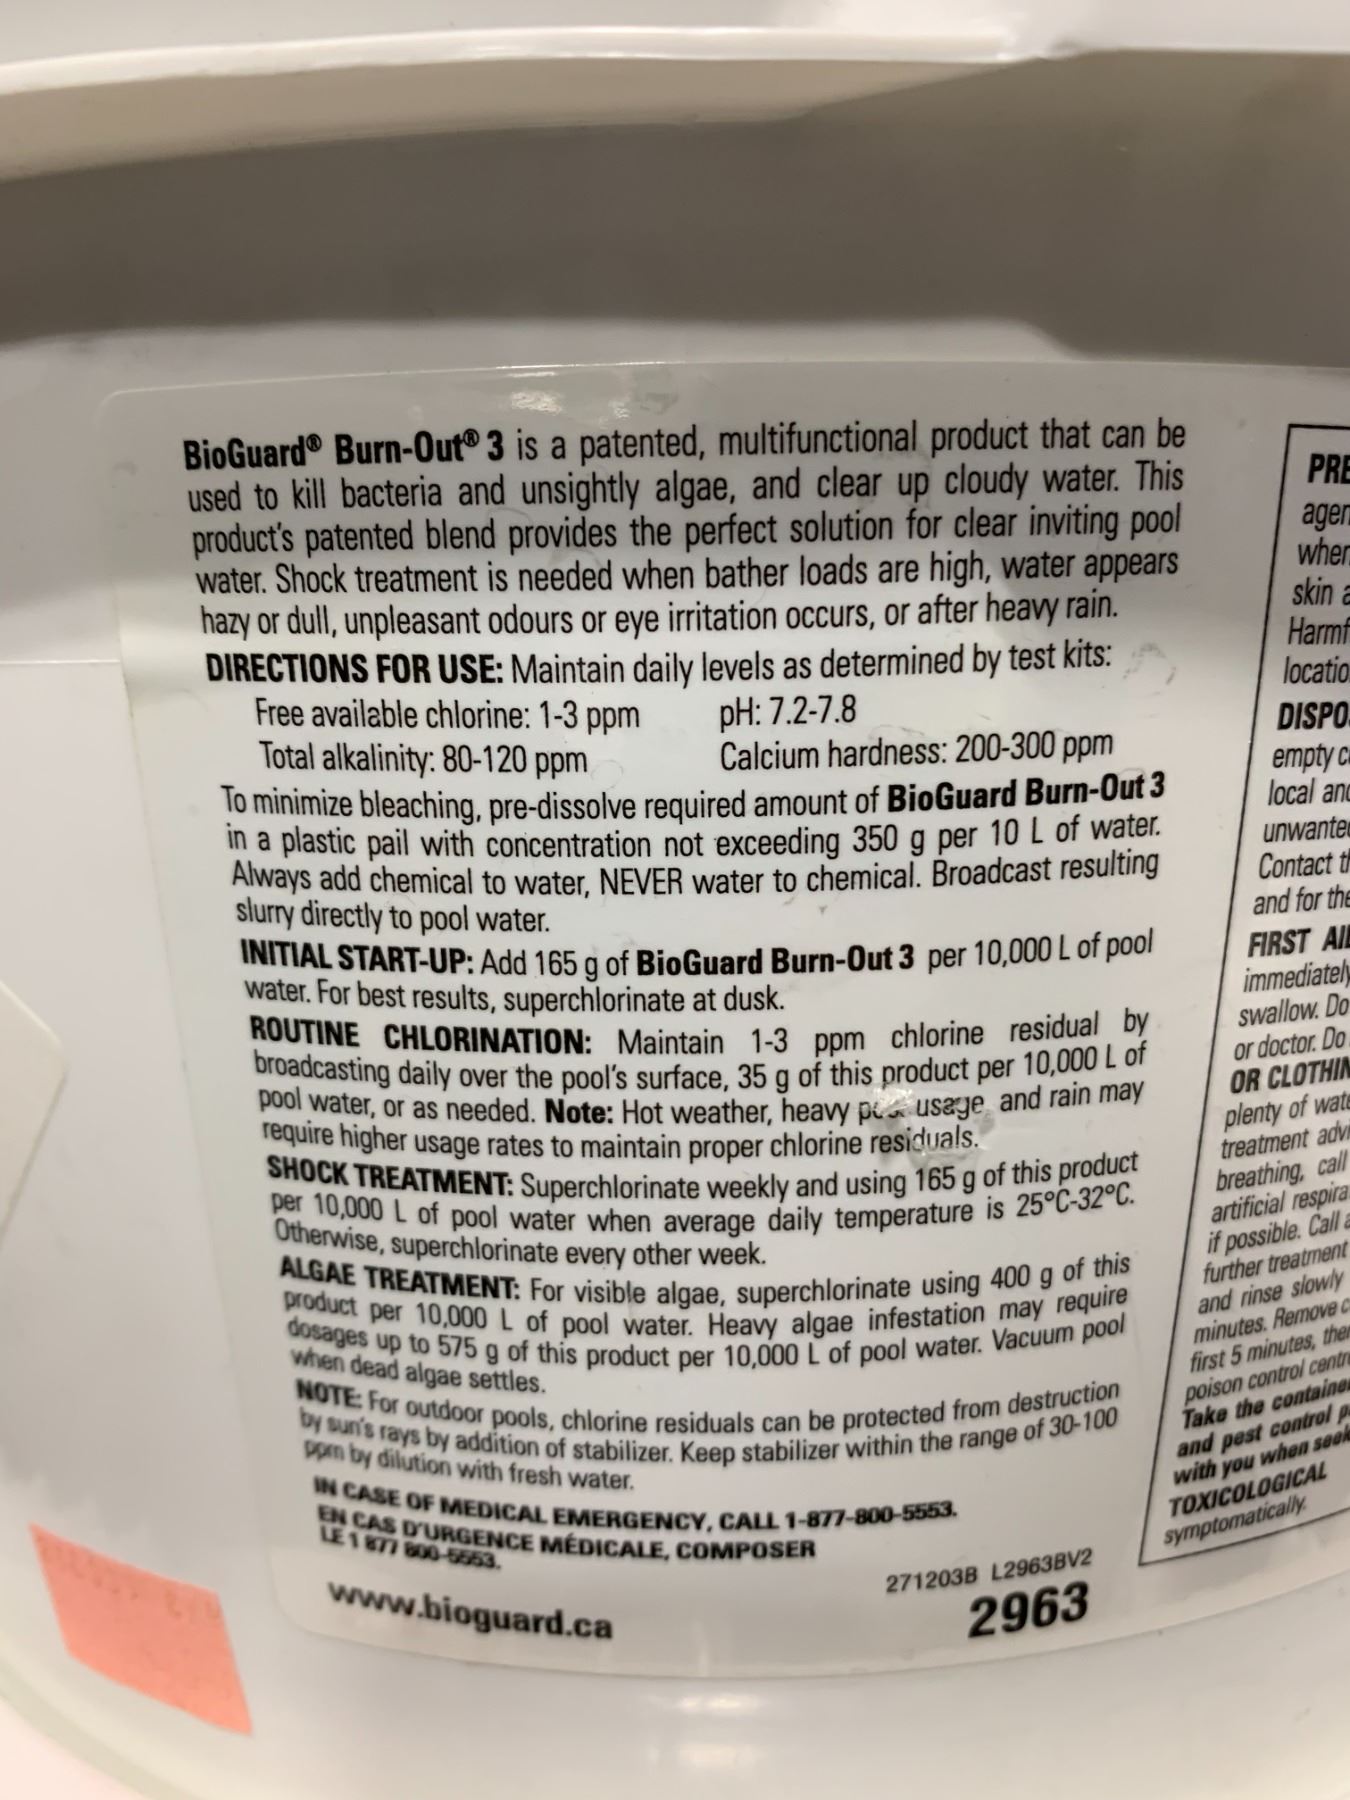 BioGuard® Burn-Out® 3 is a patented, multifunctional product that can be
used to kill bacteria and unsightly algae, and clear up cloudy water. This
product's patented blend provides the perfect solution for clear inviting pool
water. Shock treatment is needed when bather loads are high, water appears
hazy or dull, unpleasant odours or eye irritation occurs, or after heavy rain.
DIRECTIONS FOR USE: Maintain daily levels as determined by test kits:
Free available chlorine: 1-3 ppm pH: 7.2-7.8
Total alkalinity: 80-120 ppm Calcium hardness: 200-300 ppm
To minimize bleaching, pre-dissolve required amount of BioGuard Burn-Out 3
in a plastic pail with concentration not exceeding 350 g per 10 L of water.
Always add chemical to water, NEVER water to chemical. Broadcast resulting
slurry directly to pool water.
INITIAL START-UP: Add 165 g of BioGuard Burn-Out 3 per 10,000 L of pool
water. For best results, superchlorinate at dusk.
ROUTINE CHLORINATION: Maintain 1-3 ppm chlorine residual by
broadcasting daily over the pool's surface, 35 g of this product per 10,000 L of
pool water, or as needed. Note: Hot weather, heavy usage, and rain may
require higher usage rates to maintain proper chlorine residuals.
SHOCK TREATMENT: Superchlorinate weekly and using 165 g of this product
per 10,000 L of pool water when average daily temperature is 25°C-32°C.
Otherwise, superchlorinate every other week.
ALGAE TREATMENT: For visible algae, superchlorinate using 400 g of this
product per 10,000 L of pool water. Heavy algae infestation may require
dosages up to 575 g of this product per 10,000 L of pool water. Vacuum pool
when dead algae settles.
NOTE: For outdoor pools, chlorine residuals can be protected from destruction
by sun's rays by addition of stabilizer. Keep stabilizer within the range of 30-100
ppm by dilution with fresh water.
IN CASE OF MEDICAL EMERGENCY, CALL 1-877-800-5553.
EN CAS D'URGENCE MÉDICALE, COMPOSER
LE 1 877 800-5553.
271203B L2963BV2
www.bioguard.ca 2963
PRE
agen
when
skin a
Harmf
locatio
DISPO
empty c
local and
unwanted
Contact th
and for the
FIRST AI
immediately
swallow. Do
or doctor. Do
OR CLOTHIN
plenty of wate
treatment advi
breathing, call
artificial respira
if possible. Call a
further treatment
and rinse slowly
minutes. Remove c
first 5 minutes, then
poison control centr
Take the container
and pest control p
with you when seek
TOXICOLOGICAL
symptomatically.